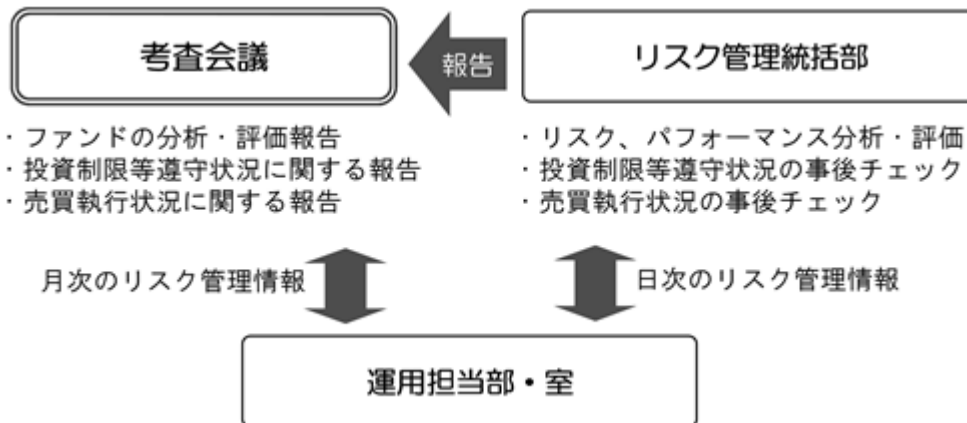 考査会議
報告
リスク管理統括部
・ファンドの分析・評価報告
・投資制限等遵守状況に関する報告
・売買執行状況に関する報告
・リスク、パフォーマンス分析・評価
・投資制限等遵守状況の事後チェック
・売買執行状況の事後チェック
月次のリスク管理情報
日次のリスク管理情報
運用担当部・室